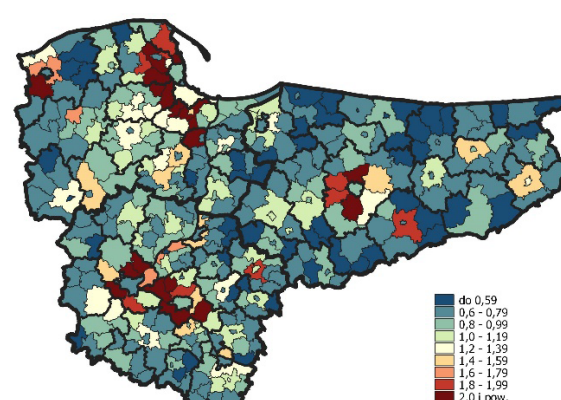 do 0,59
0,6 - 0,79
0,8 - 0,99
1,0 - 1,19
1,2 - 1,39
1,4 - 1,59
1,6 - 1,79
1,8 - 1,99
2,0 i pow.